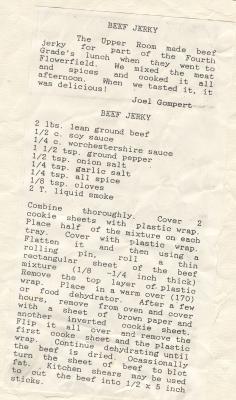 BEEF JERKY
The Upper Room made beef
jerky for part of the Fourth
Grade's lunch when they went to
Flowerfield. We mixed the meat
and spices and cooked it all
afternoon. When we tasted it, it
was delicious!
Joel Gompert
BEEF JERKY
2 lbs. lean ground beef
1/2 c. soy sauce
1/4 c. worchestershire sauce
1 1/2 tsp. ground pepper
1/2 tsp. onion salt
1/4 tsp. garlic salt
1/4 tsp. all spice
1/8 tsp. cloves
2 T. liquid smoke
Combine thoroughly. Cover 2
cookie sheets with plastic wrap.
Place half of the mixture on each
tray. Cover with plastic wrap.
Flatten it and then using a
rolling pin, roll a thin
rectangular sheet of the beef
mixture (1/8 -1/4 inch thick)
Remove the top layer of plastic
wrap. Place in a warm over (170)
or food dehydrator. After a few
hours, remove from oven and cover
with a sheet of brown paper and
another inverted cookie sheet.
Flip it all over and remove the
first cooke sheet and the plastic
wrap. Continue dehydrating until
the beef is dried. Ocassionally
turn the sheet of beef to blot
fat. Kitchen shears may be used
to cut the beef into 1/2 x 5 inch
sticks.